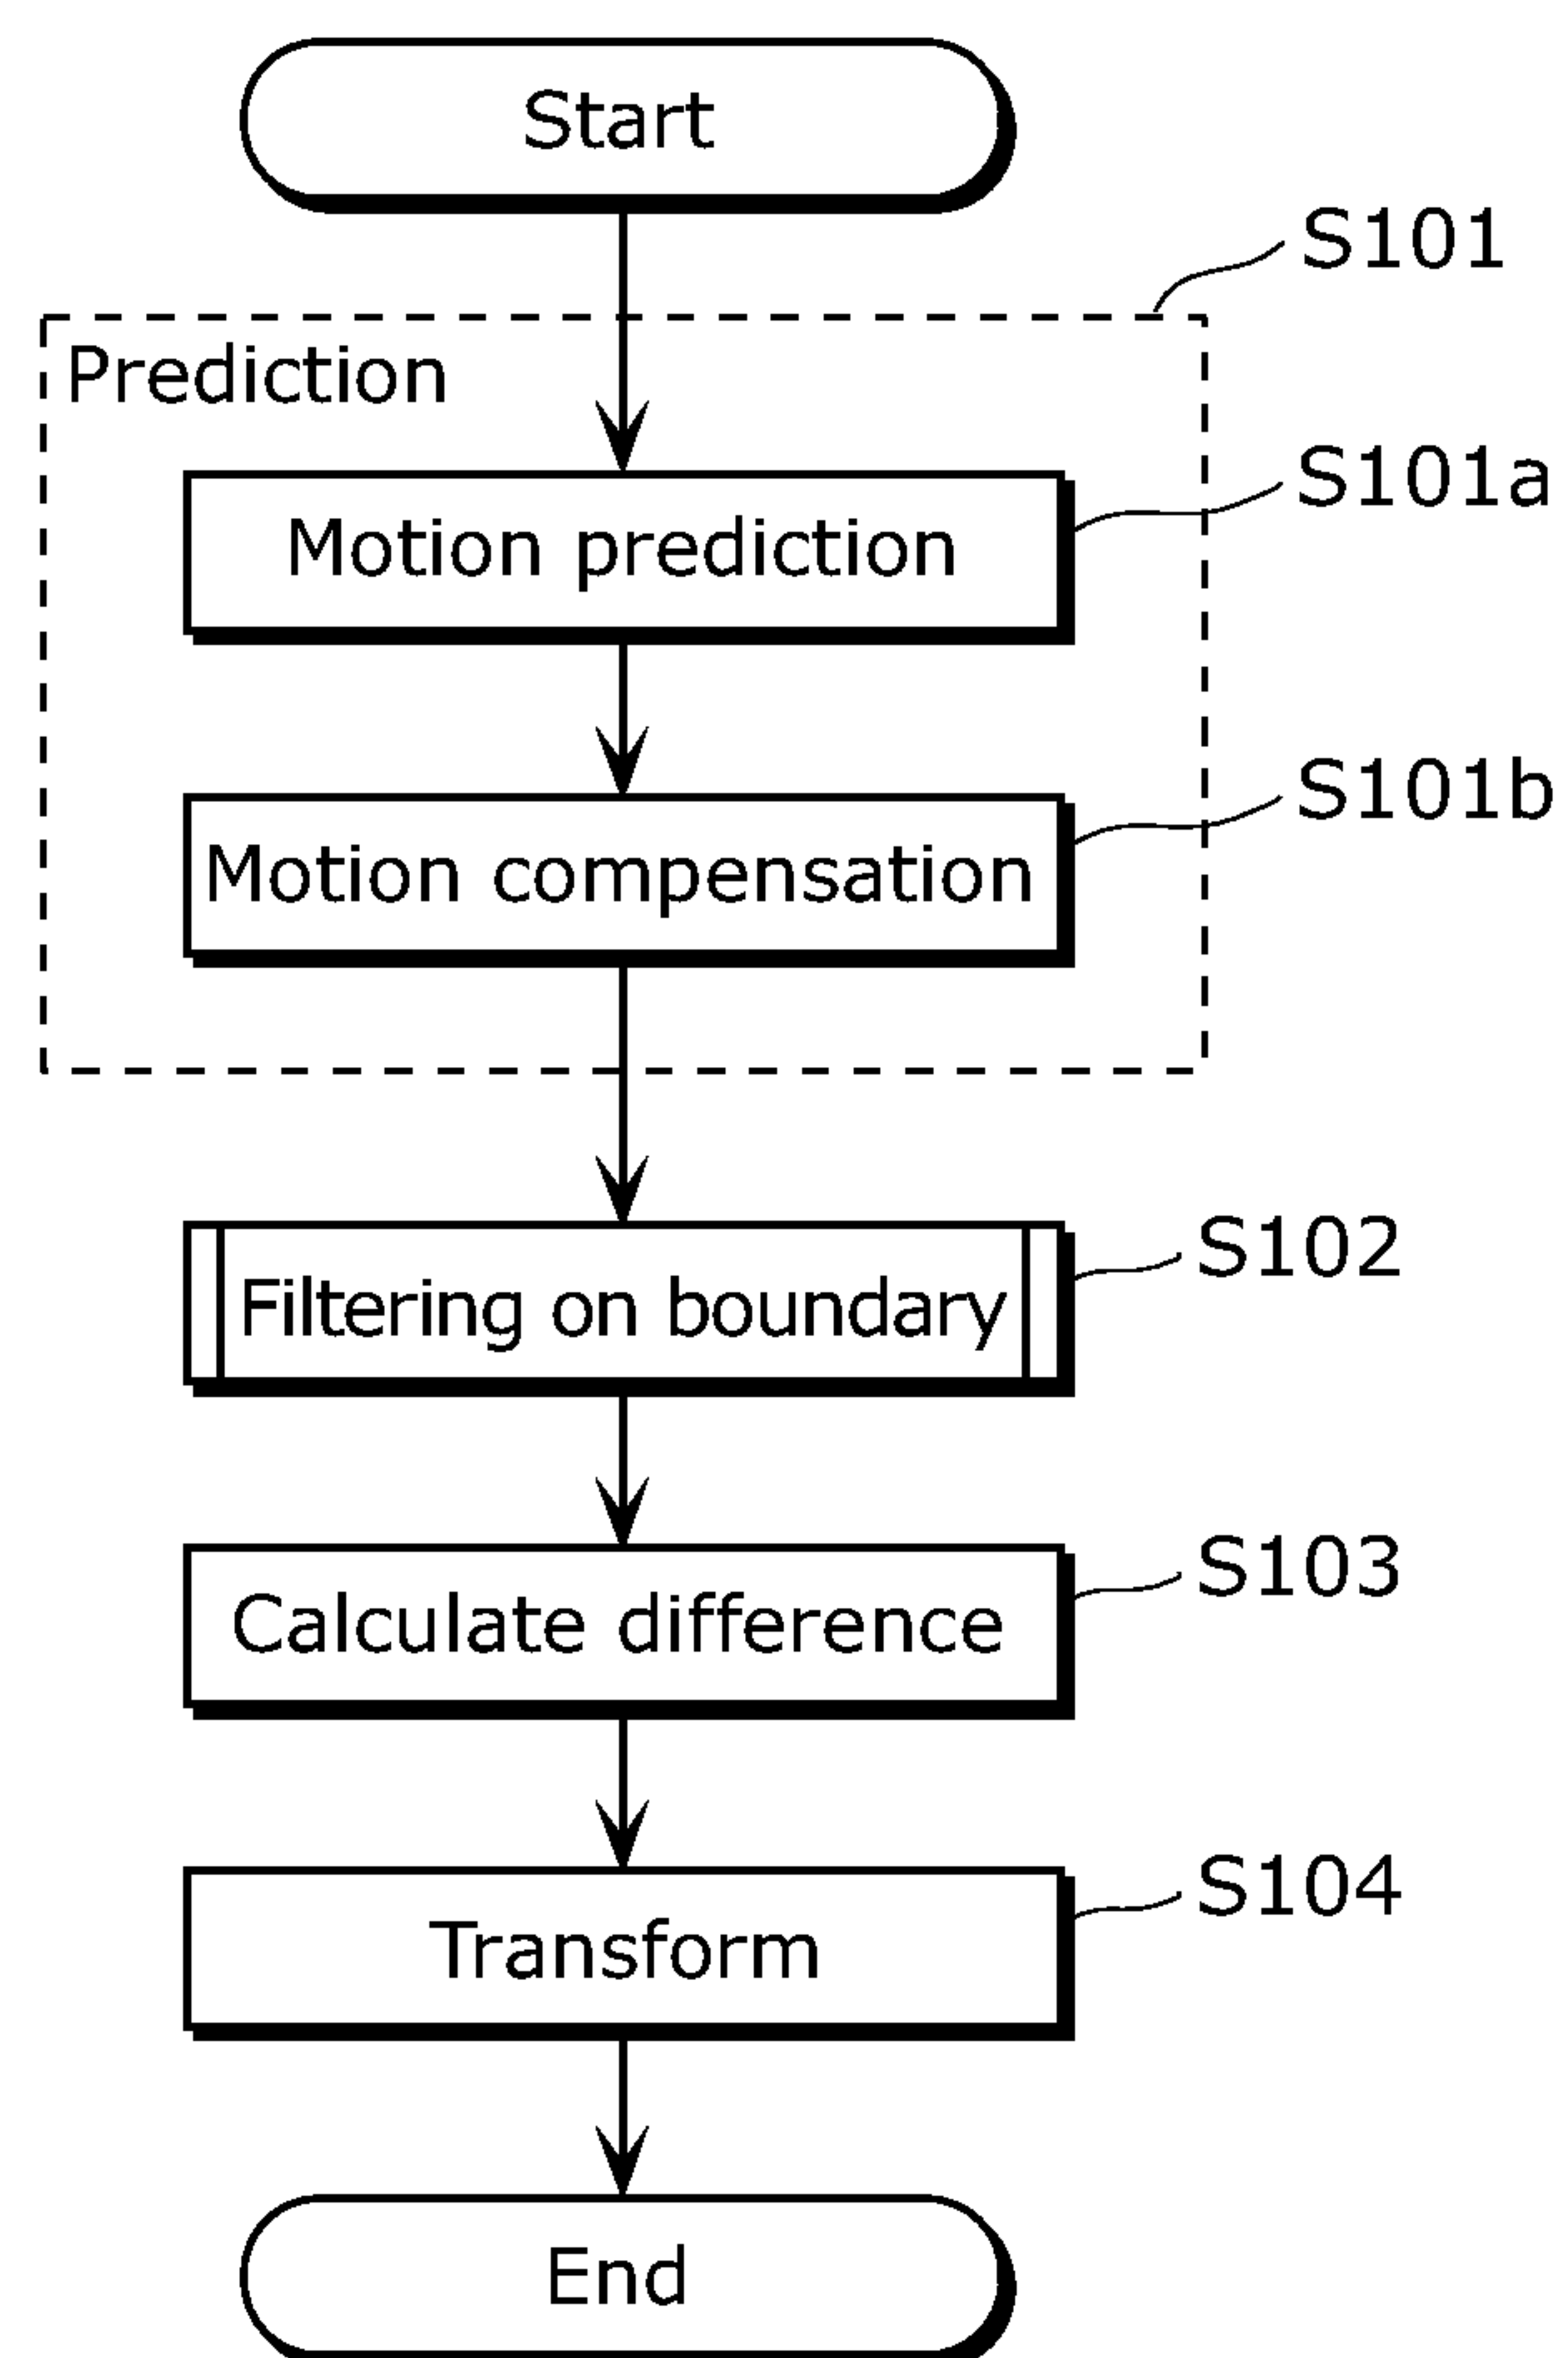 Start
S101
Prediction
S101a
Motion prediction
S101b
Motion compensation
S102
Filtering on boundary
S103
Calculate difference
S104
Transform
End